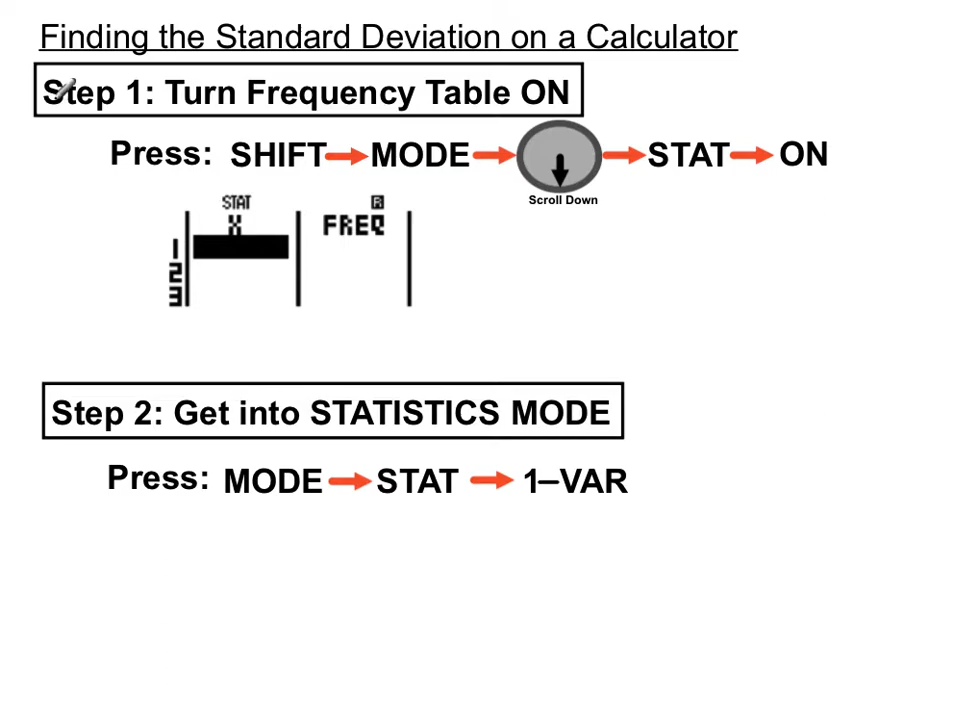 Finding the Standard Deviation on a Calculator
Step 1: Turn Frequency Table ON
Press: SHIFT MODE STAT ON
Scroll Down
STAT R
X FREQ
1
2
3
Step 2: Get into STATISTICS MODE
Press: MODE STAT 1–VAR